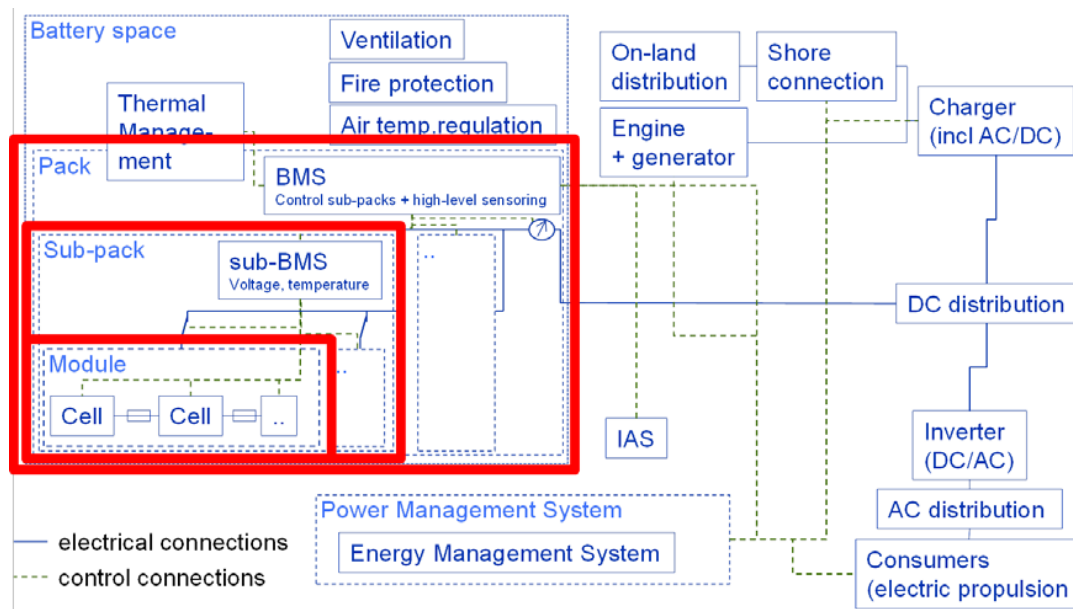 Battery space
Ventilation
Fire protection
Air temp.regulation
Thermal
Manage-
ment
On-land
distribution
Shore
connection
Engine
+ generator
Charger
(incl AC/DC)
Pack
BMS
Control sub-packs + high-level sensoring
Sub-pack
sub-BMS
Voltage, temperature
..
DC distribution
Module
..
Cell
Cell
..
IAS
Inverter
(DC/AC)
AC distribution
Consumers
(electric propulsion
Power Management System
Energy Management System
electrical connections
control connections